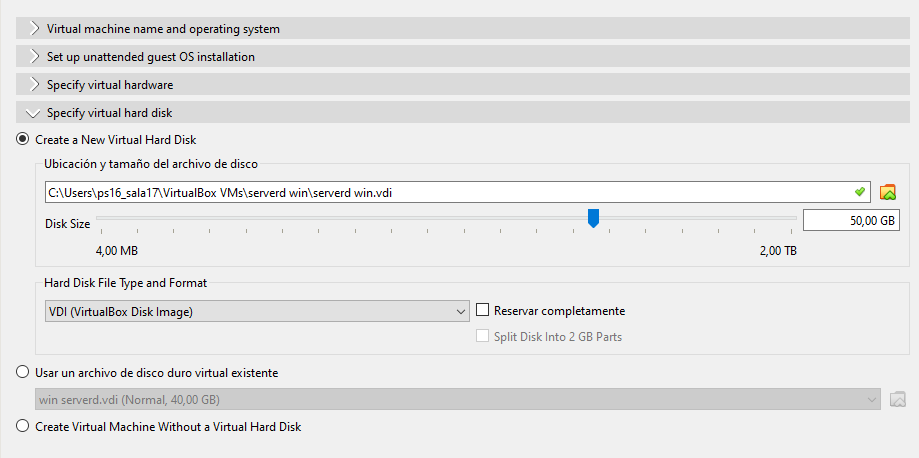 Virtual machine name and operating system
Set up unattended guest OS installation
Specify virtual hardware
Specify virtual hard disk
Create a New Virtual Hard Disk
Ubicación y tamaño del archivo de disco
C:\Users\ps16_sala17\VirtualBox VMs\serverd win\serverd win.vdi
Disk Size 50,00 GB
4,00 MB 2,00 TB
Hard Disk File Type and Format
VDI (VirtualBox Disk Image) Reservar completamente
Split Disk Into 2 GB Parts
Usar un archivo de disco duro virtual existente
win serverd.vdi (Normal, 40,00 GB)
Create Virtual Machine Without a Virtual Hard Disk